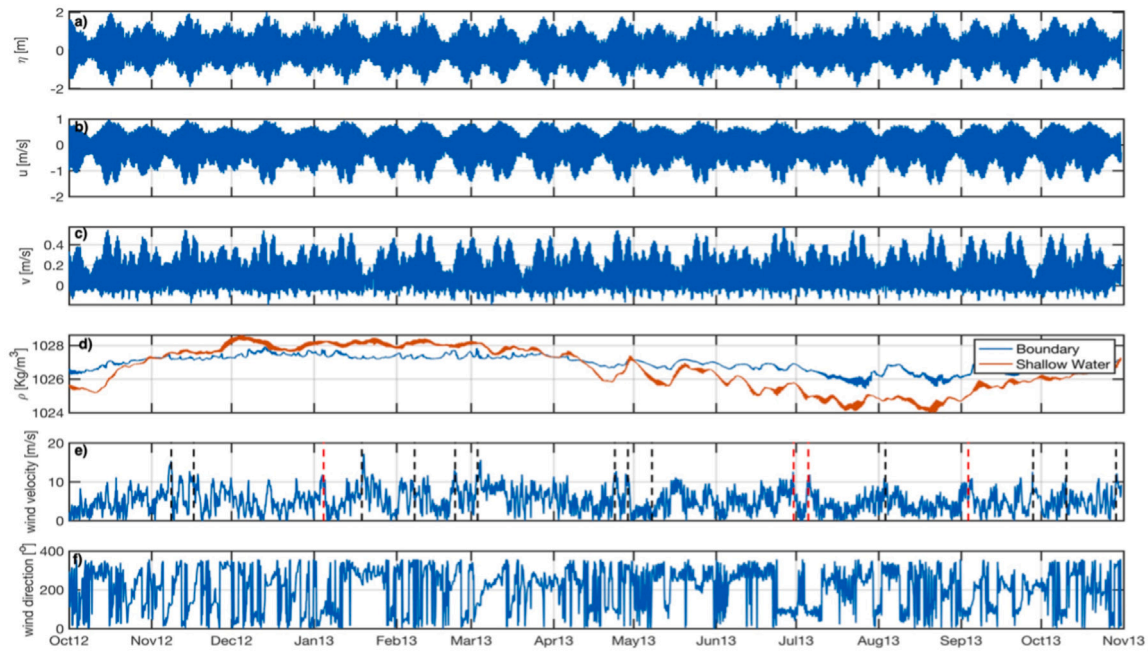 a)
η [m]
2
0
-2
b)
u [m/s]
1
0
-1
-2
c)
v [m/s]
0.4
0.2
0
d)
ρ [Kg/m³]
1028
1026
1024
Boundary
Shallow Water
e)
wind velocity [m/s]
20
10
0
f)
wind direction [°]
400
200
0
Oct12 Nov12 Dec12 Jan13 Feb13 Mar13 Apr13 May13 Jun13 Jul13 Aug13 Sep13 Oct13 Nov13